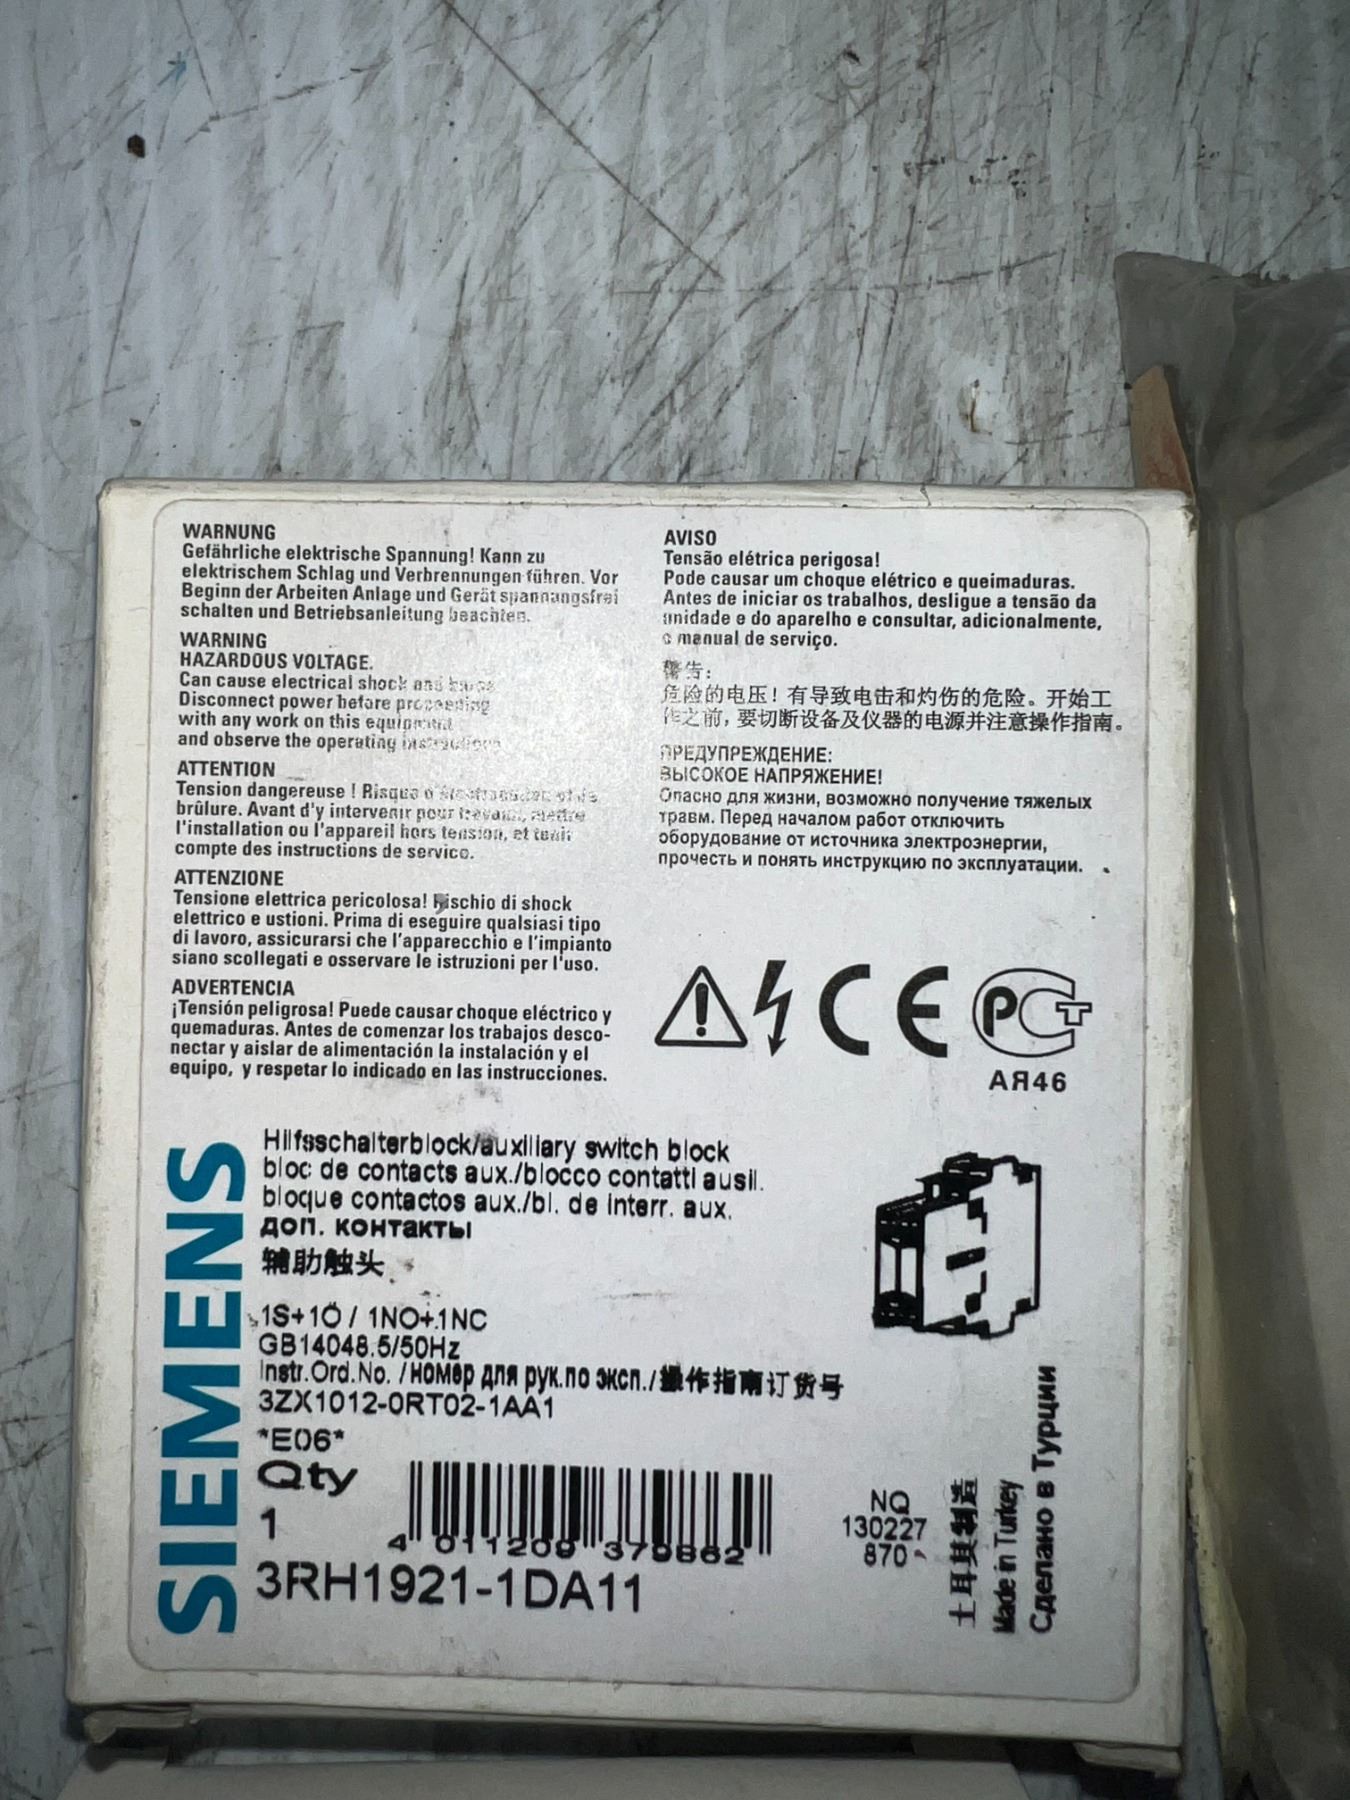 WARNUNG
Gefährliche elektrische Spannung! Kann zu
elektrischem Schlag und Verbrennungen führen. Vor
Beginn der Arbeiten Anlage und Gerät spannungsfrei
schalten und Betriebsanleitung beachten.
WARNING
HAZARDOUS VOLTAGE.
Can cause electrical shock and burns
Disconnect power before proceeding
with any work on this equipment
and observe the operating instructions
ATTENTION
Tension dangereuse ! Risque d'électrocution et de
brûlure. Avant d'y intervenir pour travaux, mettre
l'installation ou l'appareil hors tension, et tenir
compte des instructions de service.
ATTENZIONE
Tensione elettrica pericolosa! Rischio di shock
elettrico e ustioni. Prima di eseguire qualsiasi tipo
di lavoro, assicurarsi che l'apparecchio e l'impianto
siano scollegati e osservare le istruzioni per l'uso.
ADVERTENCIA
¡Tensión peligrosa! Puede causar choque eléctrico y
quemaduras. Antes de comenzar los trabajos desco-
nectar y aislar de alimentación la instalación y el
equipo, y respetar lo indicado en las instrucciones.
AVISO
Tensão elétrica perigosa!
Pode causar um choque elétrico e queimaduras.
Antes de iniciar os trabalhos, desligue a tensão da
unidade e do aparelho e consultar, adicionalmente,
o manual de serviço.
警告:
危险的电压！有导致电击和灼伤的危险。开始工
作之前，要切断设备及仪器的电源并注意操作指南。
ПРЕДУПРЕЖДЕНИЕ:
ВЫСОКОЕ НАПРЯЖЕНИЕ!
Опасно для жизни, возможно получение тяжелых
травм. Перед началом работ отключить
оборудование от источника электроэнергии,
прочесть и понять инструкцию по эксплуатации.
CE
РСТ
АЯ46
SIEMENS
Hilfsschalterblock/auxiliary switch block
bloc de contacts aux./blocco contatti ausil.
bloque contactos aux./bl. de interr. aux.
доп. контакты
辅助触头
1S+1Ö / 1NO+1NC
GB14048.5/50Hz
Instr.Ord.No. /номер для рук.по эксп./操作指南订货号
3ZX1012-0RT02-1AA1
*E06*
Qty
1
4 011209 379862
3RH1921-1DA11
NQ
130227
870
土耳其制造
Made in Turkey
Сделано в Турции